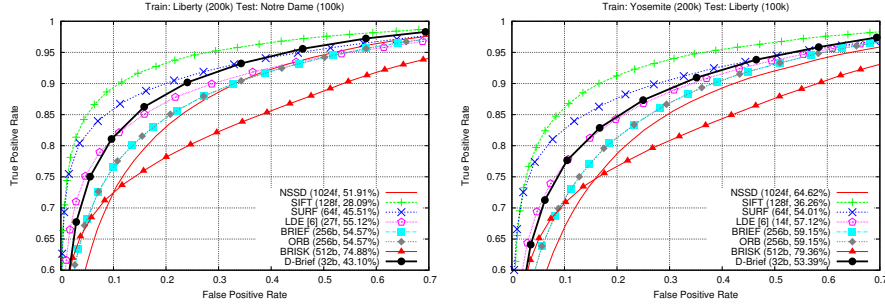 Train: Liberty (200k) Test: Notre Dame (100k)
True Positive Rate
1
0.95
0.9
0.85
0.8
0.75
0.7
0.65
0.6
NSSD (1024f, 51.91%)
SIFT (128f, 28.09%)
SURF (64f, 45.51%)
LDE [6] (27f, 55.12%)
BRIEF (256b, 54.57%)
ORB (256b, 54.57%)
BRISK (512b, 74.88%)
D-Brief (32b, 43.10%)
0 0.1 0.2 0.3 0.4 0.5 0.6 0.7
False Positive Rate
Train: Yosemite (200k) Test: Liberty (100k)
True Positive Rate
1
0.95
0.9
0.85
0.8
0.75
0.7
0.65
0.6
NSSD (1024f, 64.62%)
SIFT (128f, 36.26%)
SURF (64f, 54.01%)
LDE [6] (14f, 57.12%)
BRIEF (256b, 59.15%)
ORB (256b, 59.15%)
BRISK (512b, 79.36%)
D-Brief (32b, 53.39%)
0 0.1 0.2 0.3 0.4 0.5 0.6 0.7
False Positive Rate